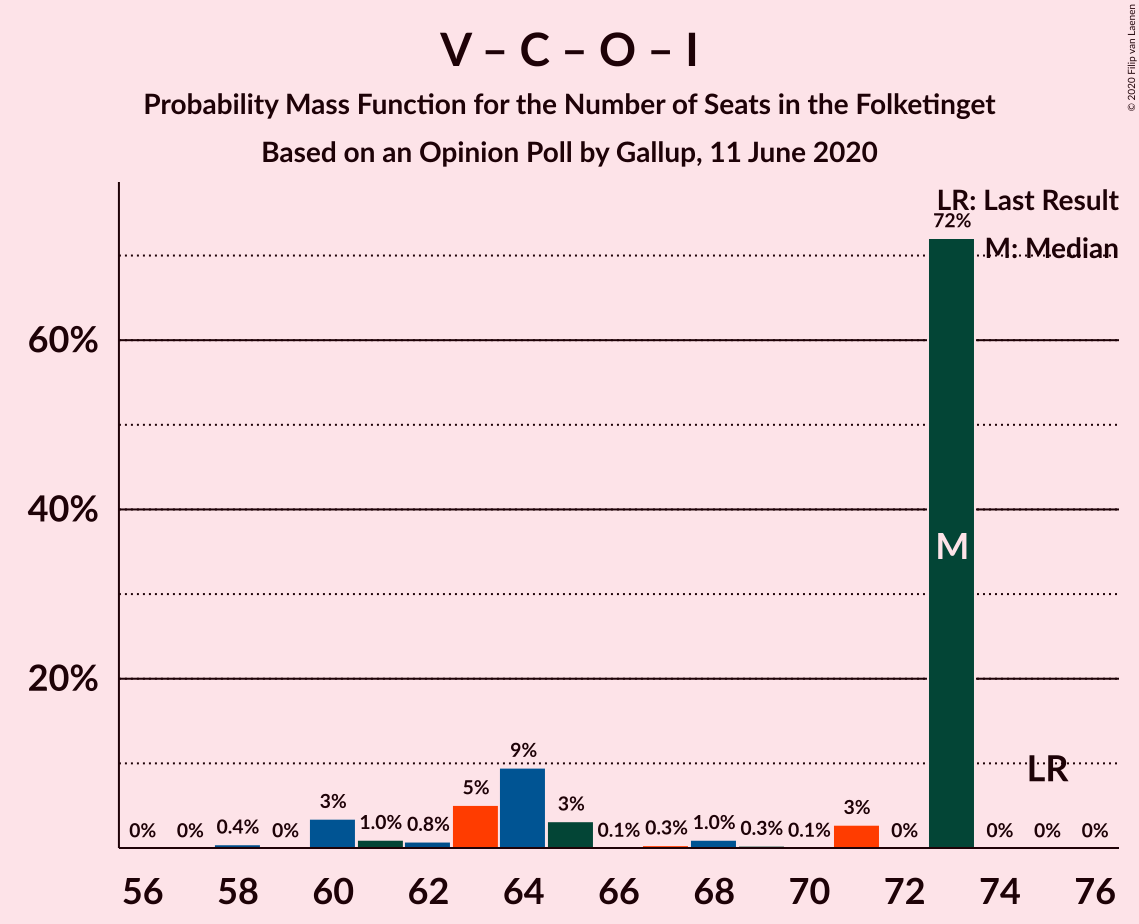 V – C – O – I
Probability Mass Function for the Number of Seats in the Folketinget
Based on an Opinion Poll by Gallup, 11 June 2020
© 2020 Filip van Laenen
LR: Last Result
M: Median
72%
60%
40%
20%
M
LR
0% 0% 0.4% 0% 3% 1.0% 0.8% 5% 9% 3% 0.1% 0.3% 1.0% 0.3% 0.1% 3% 0% 0% 0% 0%
56 58 60 62 64 66 68 70 72 74 76